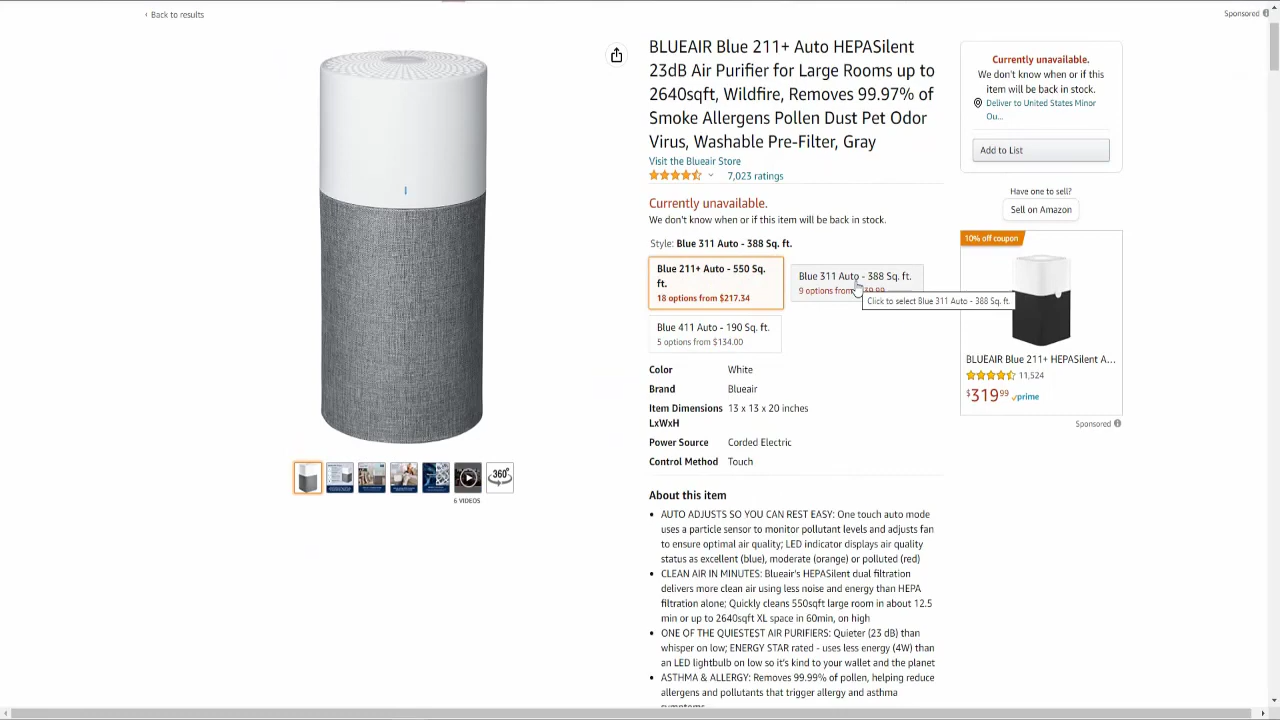 ‹ Back to results
Sponsored
BLUEAIR Blue 211+ Auto HEPASilent
23dB Air Purifier for Large Rooms up to
2640sqft, Wildfire, Removes 99.97% of
Smoke Allergens Pollen Dust Pet Odor
Virus, Washable Pre-Filter, Gray
Visit the Blueair Store
7,023 ratings
Currently unavailable.
We don't know when or if this item will be back in stock.
Style: Blue 311 Auto - 388 Sq. ft.
Blue 211+ Auto - 550 Sq.
ft.
18 options from $217.34
Blue 311 Auto - 388 Sq. ft.
9 options from
Click to select Blue 311 Auto - 388 Sq. ft.
Blue 411 Auto - 190 Sq. ft.
5 options from $134.00
Color White
Brand Blueair
Item Dimensions 13 x 13 x 20 inches
LxWxH
Power Source Corded Electric
Control Method Touch
About this item
• AUTO ADJUSTS SO YOU CAN REST EASY: One touch auto mode
uses a particle sensor to monitor pollutant levels and adjusts fan
to ensure optimal air quality; LED indicator displays air quality
status as excellent (blue), moderate (orange) or polluted (red)
• CLEAN AIR IN MINUTES: Blueair's HEPASilent dual filtration
delivers more clean air using less noise and energy than HEPA
filtration alone; Quickly cleans 550sqft large room in about 12.5
min or up to 2640sqft XL space in 60min, on high
• ONE OF THE QUIETEST AIR PURIFIERS: Quieter (23 dB) than
whisper on low; ENERGY STAR rated - uses less energy (4W) than
an LED lightbulb on low so it's kind to your wallet and the planet
• ASTHMA & ALLERGY: Removes 99.99% of pollen, helping reduce
allergens and pollutants that trigger allergy and asthma
360°
6 VIDEOS
Currently unavailable.
We don't know when or if this
item will be back in stock.
Deliver to United States Minor
Ou...
Add to List
Have one to sell?
Sell on Amazon
10% off coupon
BLUEAIR Blue 211+ HEPASilent A...
11,524
$319.99 prime
Sponsored